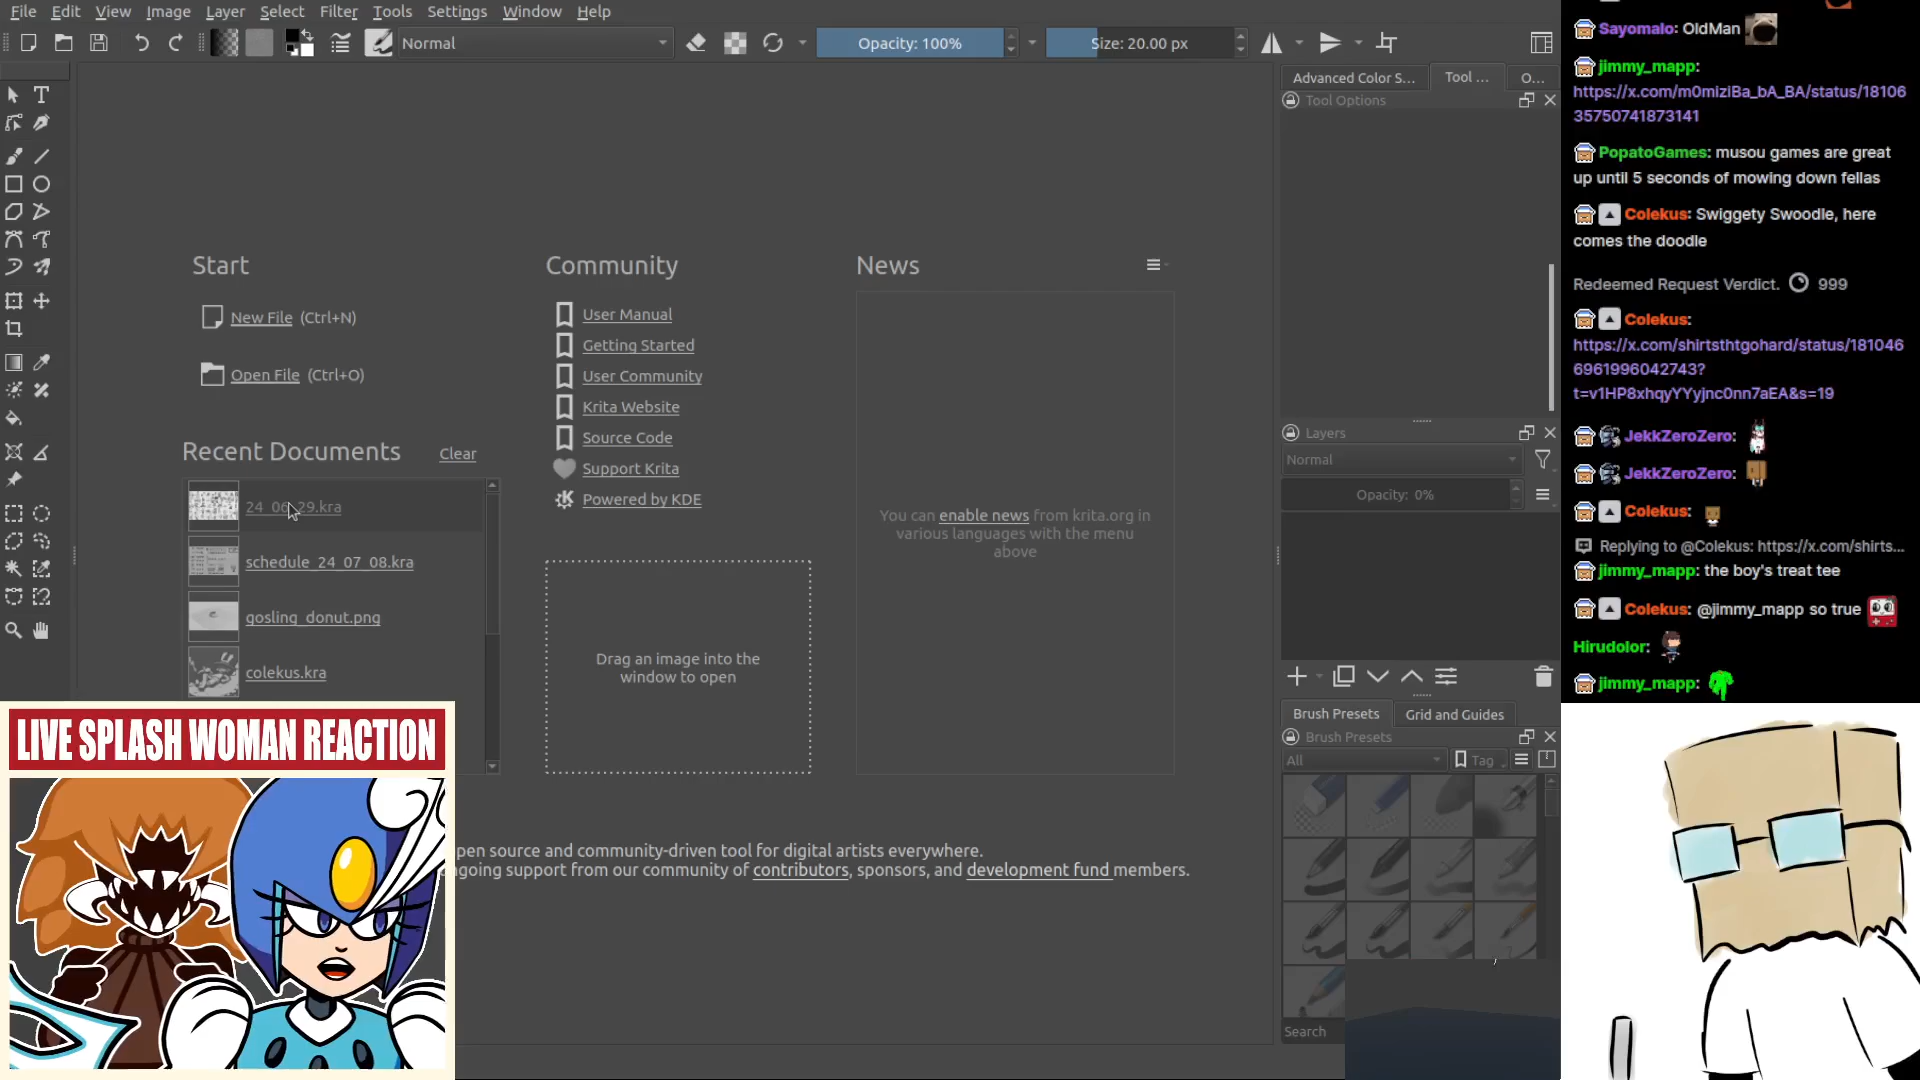 File Edit View Image Layer Select Filter Tools Settings Window Help
Normal
Opacity: 100%
Size: 20.00 px
Advanced Color S...
Tool ...
O...
Tool Options
Start
New File (Ctrl+N)
Open File (Ctrl+O)
Recent Documents
Clear
24_06_29.kra
schedule_24_07_08.kra
gosling_donut.png
colekus.kra
Community
User Manual
Getting Started
User Community
Krita Website
Source Code
Support Krita
Powered by KDE
Drag an image into the
window to open
News
You can enable news from krita.org in
various languages with the menu
above
pen source and community-driven tool for digital artists everywhere.
ngoing support from our community of contributors, sponsors, and development fund members.
Layers
Normal
Opacity: 0%
Brush Presets
Grid and Guides
Brush Presets
All
Tag
Search
LIVE SPLASH WOMAN REACTION
Sayomalo: OldMan
jimmy_mapp:
https://x.com/m0miziBa_bA_BA/status/18106
35750741873141
PopatoGames: musou games are great
up until 5 seconds of mowing down fellas
Colekus: Swiggety Swoodle, here
comes the doodle
Redeemed Request Verdict. 999
Colekus:
https://x.com/shirtsthtgohard/status/181046
6961996042743?
t=v1HP8xhqyYYyjnc0nn7aEA&s=19
JekkZeroZero:
JekkZeroZero:
Colekus:
Replying to @Colekus: https://x.com/shirts...
jimmy_mapp: the boy's treat tee
Colekus: @jimmy_mapp so true
Hirudolor:
jimmy_mapp: